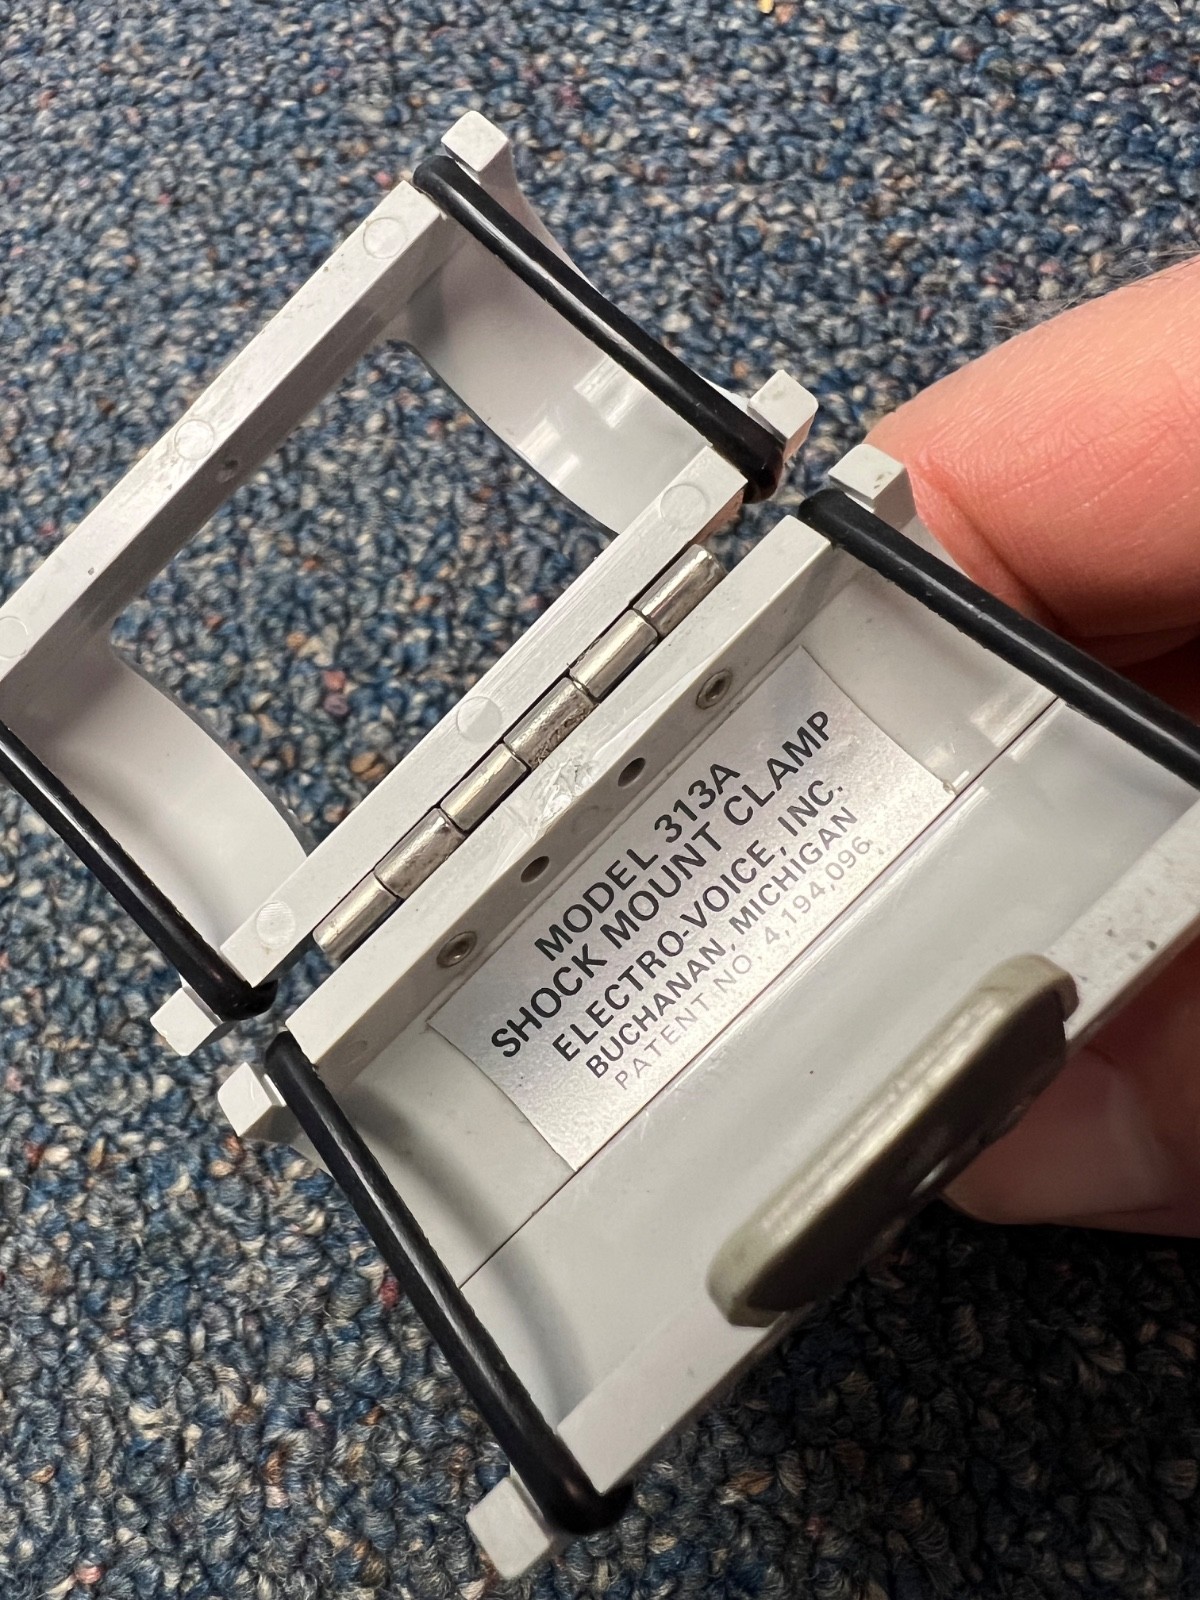 MODEL 313A
SHOCK MOUNT CLAMP
ELECTRO-VOICE, INC.
BUCHANAN, MICHIGAN
PATENT NO. 4,194,096